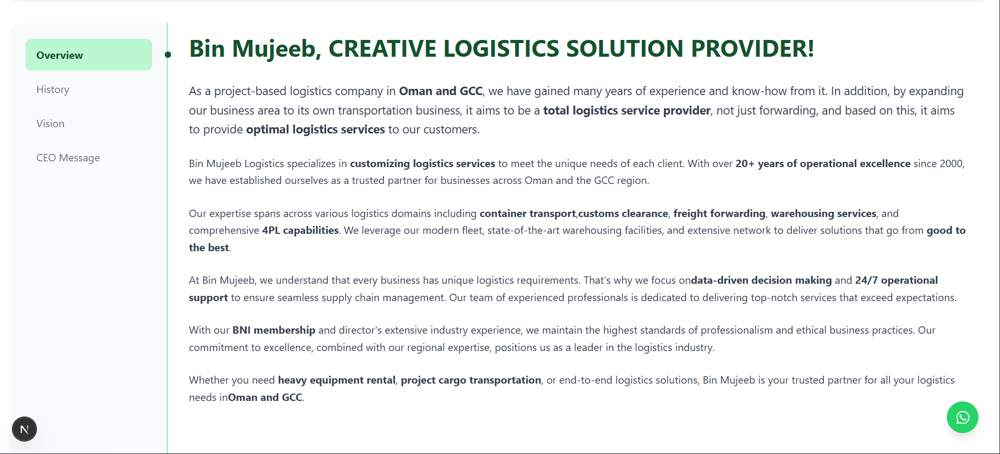 Overview
History
Vision
CEO Message
Bin Mujeeb, CREATIVE LOGISTICS SOLUTION PROVIDER!
As a project-based logistics company in Oman and GCC, we have gained many years of experience and know-how from it. In addition, by expanding
our business area to its own transportation business, it aims to be a total logistics service provider, not just forwarding, and based on this, it aims
to provide optimal logistics services to our customers.
Bin Mujeeb Logistics specializes in customizing logistics services to meet the unique needs of each client. With over 20+ years of operational excellence since 2000,
we have established ourselves as a trusted partner for businesses across Oman and the GCC region.
Our expertise spans across various logistics domains including container transport,customs clearance, freight forwarding, warehousing services, and
comprehensive 4PL capabilities. We leverage our modern fleet, state-of-the-art warehousing facilities, and extensive network to deliver solutions that go from good to
the best.
At Bin Mujeeb, we understand that every business has unique logistics requirements. That's why we focus ondata-driven decision making and 24/7 operational
support to ensure seamless supply chain management. Our team of experienced professionals is dedicated to delivering top-notch services that exceed expectations.
With our BNI membership and director's extensive industry experience, we maintain the highest standards of professionalism and ethical business practices. Our
commitment to excellence, combined with our regional expertise, positions us as a leader in the logistics industry.
Whether you need heavy equipment rental, project cargo transportation, or end-to-end logistics solutions, Bin Mujeeb is your trusted partner for all your logistics
needs inOman and GCC.
N